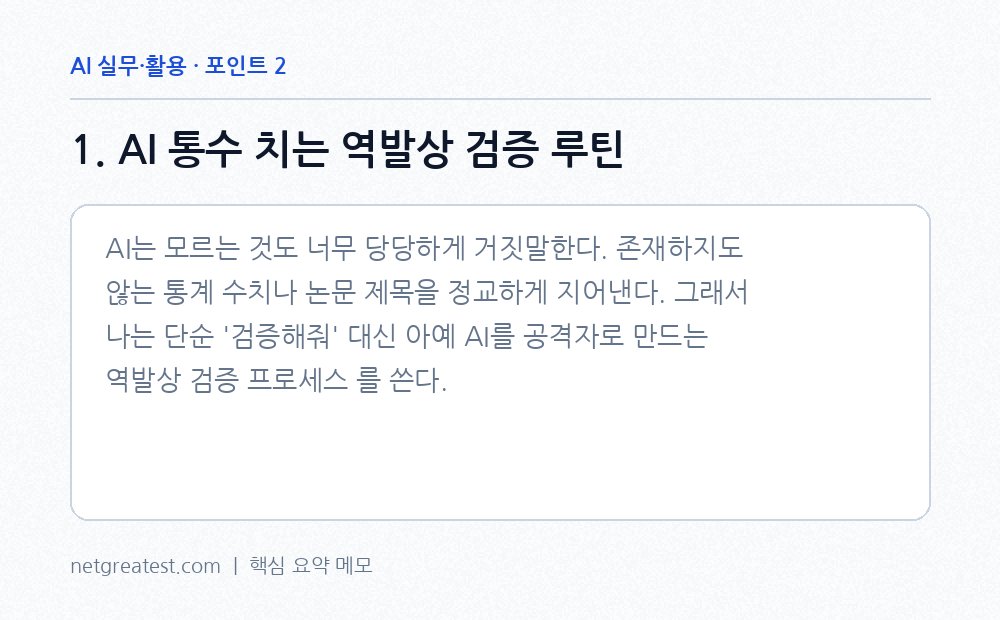 AI 실무·활용 · 포인트 2
1. AI 통수 치는 역발상 검증 루틴
AI는 모르는 것도 너무 당당하게 거짓말한다. 존재하지도
않는 통계 수치나 논문 제목을 정교하게 지어낸다. 그래서
나는 단순 '검증해줘' 대신 아예 AI를 공격자로 만드는
역발상 검증 프로세스 를 쓴다.
netgreatest.com | 핵심 요약 메모